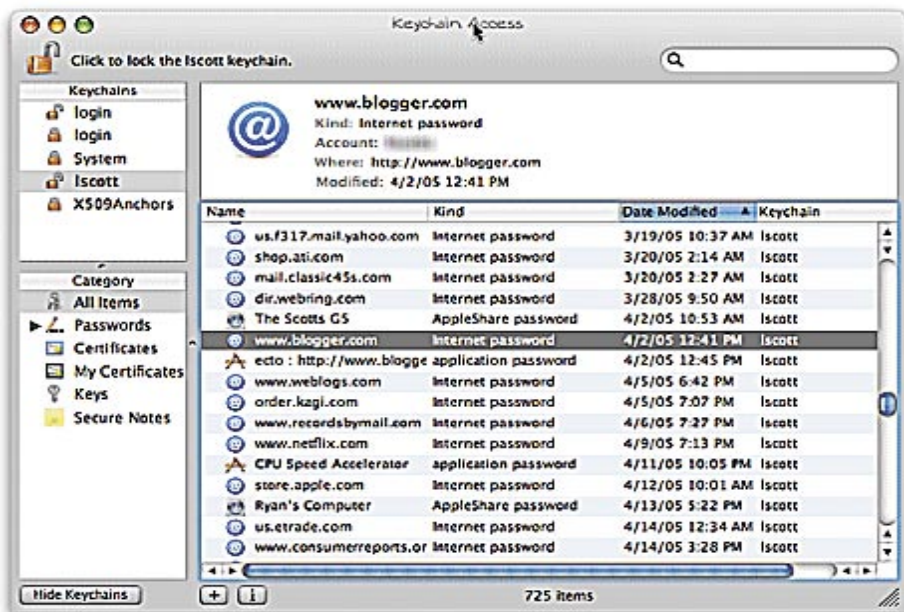 Keychain Access
Click to lock the lscott keychain.
Keychains
login
login
System
lscott
X509Anchors
Category
All Items
Passwords
Certificates
My Certificates
Keys
Secure Notes
www.blogger.com
Kind: Internet password
Account:
Where: http://www.blogger.com
Modified: 4/2/05 12:41 PM
Name Kind Date Modified Keychain
us.f317.mail.yahoo.com Internet password 3/19/05 10:37 AM lscott
shop.ati.com Internet password 3/20/05 2:14 AM lscott
mail.classic45s.com Internet password 3/20/05 2:27 AM lscott
dir.webring.com Internet password 3/28/05 9:50 AM lscott
The Scotts G5 AppleShare password 4/2/05 10:53 AM lscott
www.blogger.com Internet password 4/2/05 12:41 PM lscott
ecto : http://www.blogge application password 4/2/05 12:45 PM lscott
www.weblogs.com Internet password 4/5/05 6:42 PM lscott
order.kagi.com Internet password 4/5/05 7:07 PM lscott
www.recordsbymail.com Internet password 4/6/05 7:27 PM lscott
www.netflix.com Internet password 4/9/05 7:13 PM lscott
CPU Speed Accelerator application password 4/11/05 10:05 PM lscott
store.apple.com Internet password 4/12/05 10:01 AM lscott
Ryan's Computer AppleShare password 4/13/05 5:22 PM lscott
us.etrade.com Internet password 4/14/05 12:34 AM lscott
www.consumerreports.or Internet password 4/14/05 3:28 PM lscott
Hide Keychains
725 items